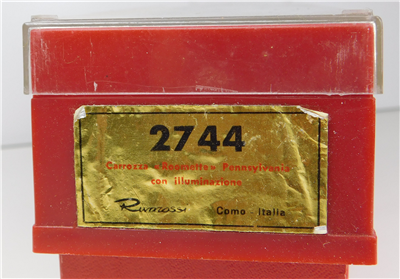 2744
Carrozza «Roomette» Pennsylvania
con illuminazione
Rivarossi Como - Italia